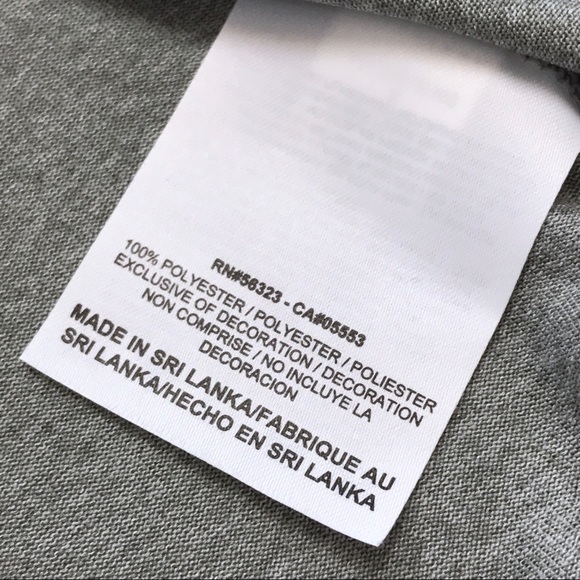 RN#56323 - CA#05553
100% POLYESTER / POLYESTER / POLIESTER
EXCLUSIVE OF DECORATION / DECORATION
NON COMPRISE / NO INCLUYE LA
DECORACION
MADE IN SRI LANKA/FABRIQUE AU
SRI LANKA/HECHO EN SRI LANKA